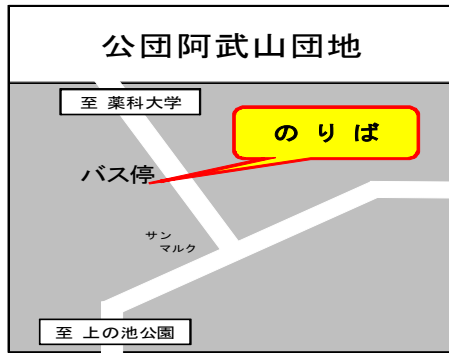 公団阿武山団地
至 薬科大学
のりば
バス停
サン
マルク
至 上の池公園